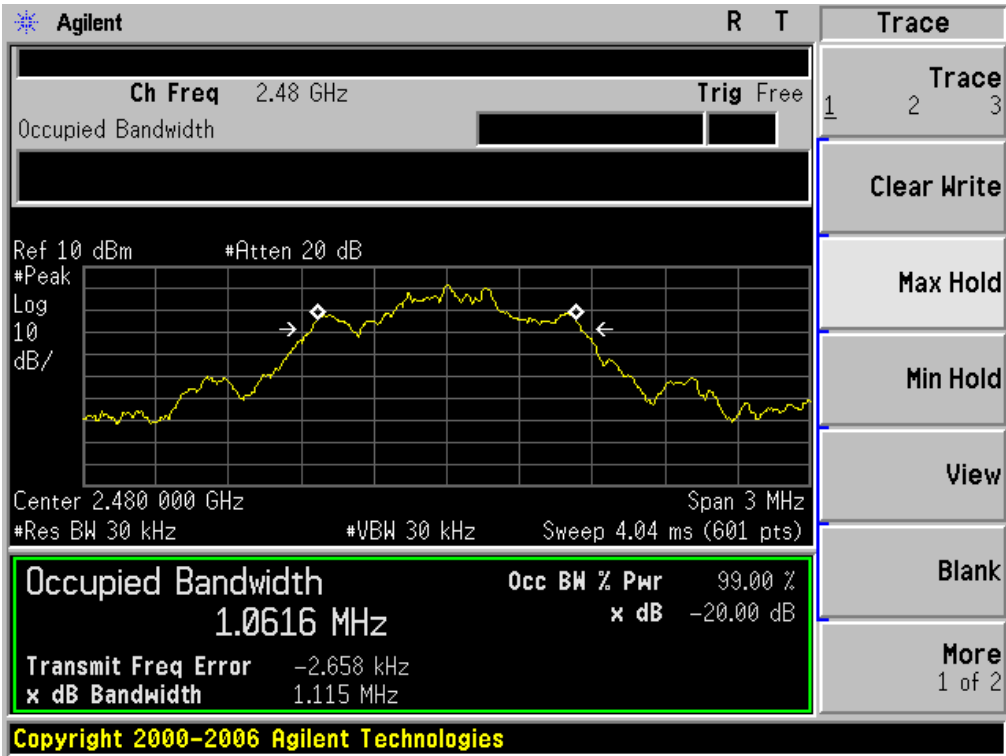 Agilent R T Trace
Ch Freq 2.48 GHz Trig Free
Occupied Bandwidth
Trace
1 2 3
Clear Write
Max Hold
Min Hold
View
Blank
More
1 of 2
Ref 10 dBm #Atten 20 dB
#Peak
Log
10
dB/
Center 2.480 000 GHz Span 3 MHz
#Res BW 30 kHz #VBW 30 kHz Sweep 4.04 ms (601 pts)
Occupied Bandwidth Occ BW % Pwr 99.00 %
1.0616 MHz x dB -20.00 dB
Transmit Freq Error -2.658 kHz
x dB Bandwidth 1.115 MHz
Copyright 2000-2006 Agilent Technologies